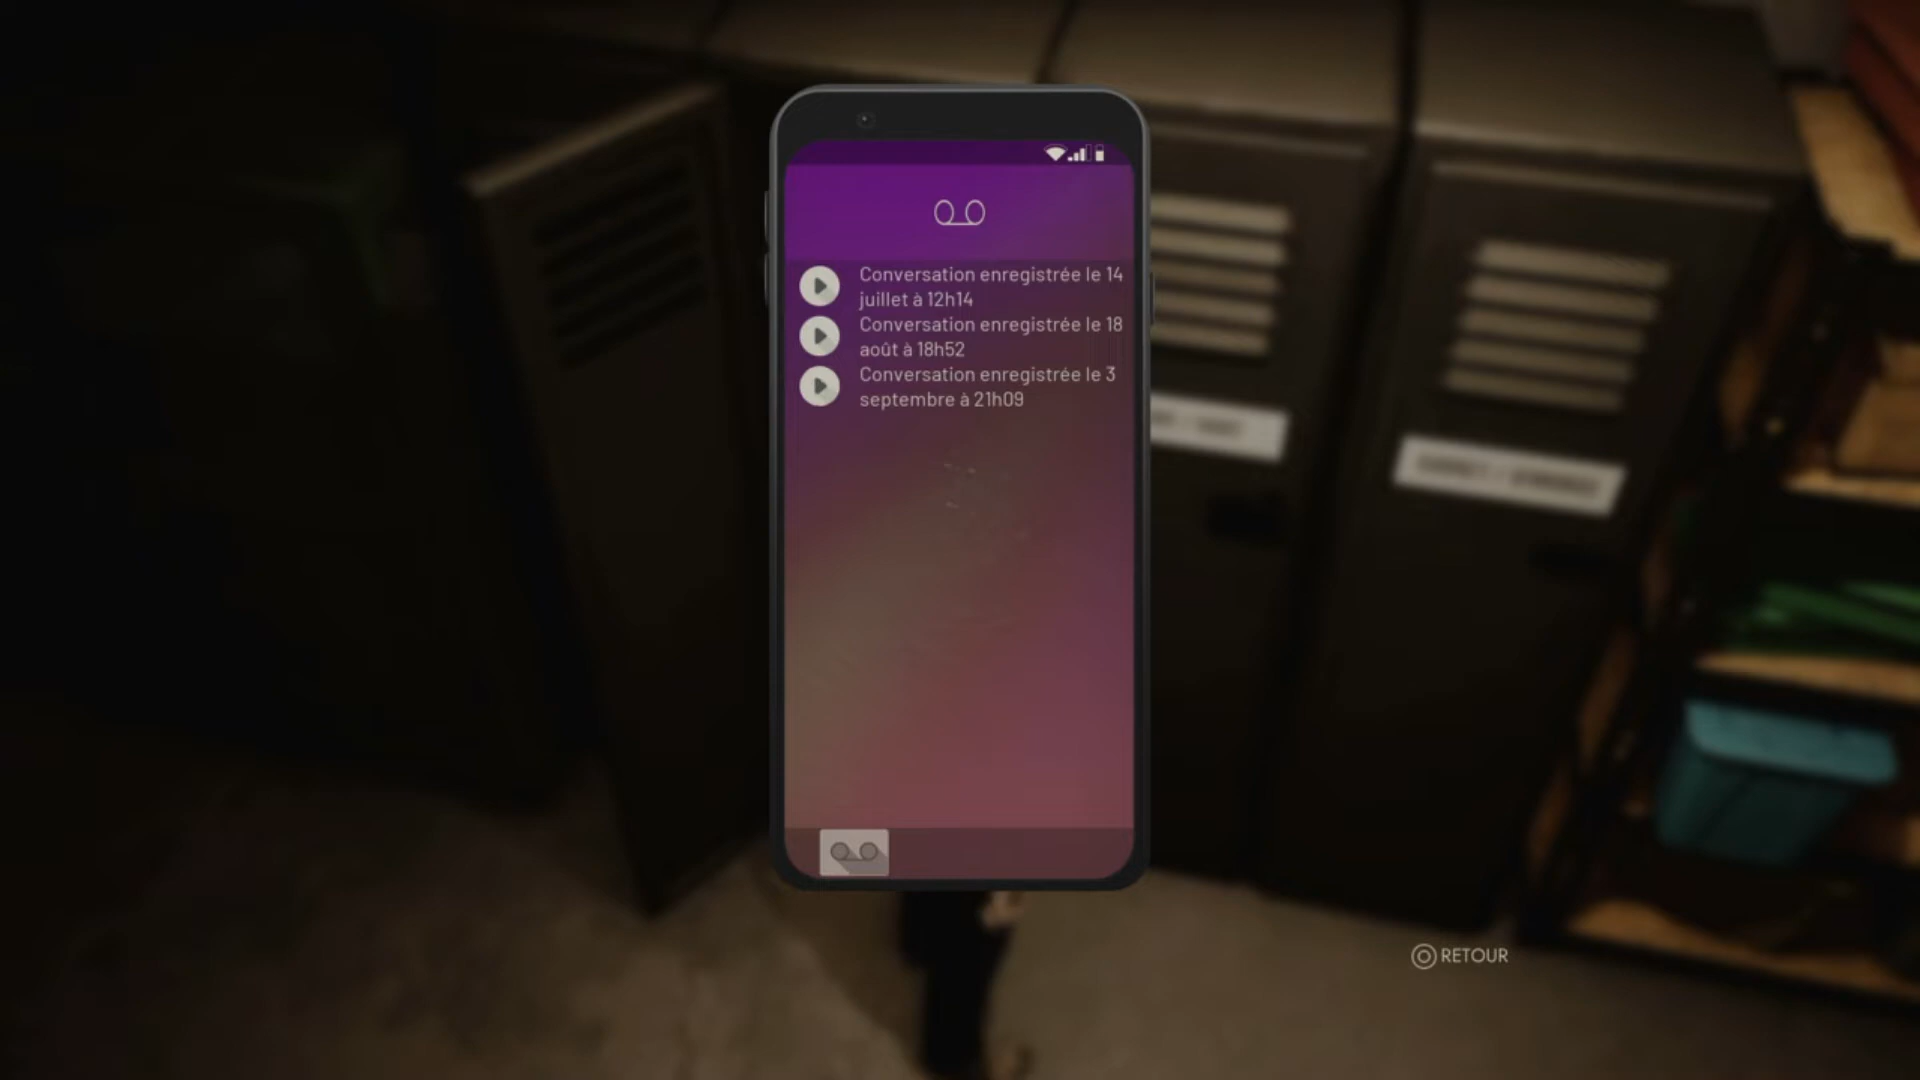 Conversation enregistrée le 14
juillet à 12h14
Conversation enregistrée le 18
août à 18h52
Conversation enregistrée le 3
septembre à 21h09
RETOUR